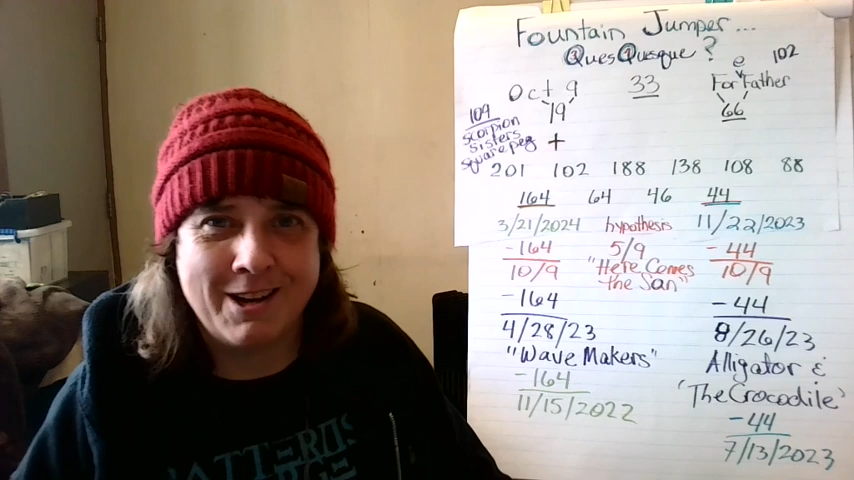 Fountain Jumper...
QuesQuesque?
102
Oct 9
33
e
ForFather
19
66
109
scorpion
sisters
square peg
+
201 102 188 138 108 88
164 64 46 44
3/21/2024 hypothesis 11/22/2023
-164 5/9 -44
10/9 "Here Comes the San" 10/9
-164 -44
4/28/23 8/26/23
"Wave Makers" Alligator &
'The Crocodile'
-164
11/15/2022
-44
7/13/2023